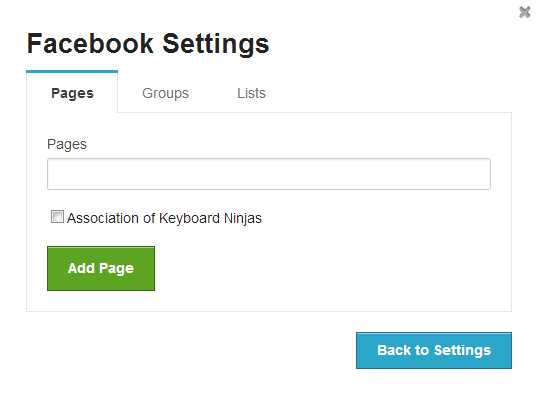 Facebook Settings
Pages Groups Lists
Pages
Association of Keyboard Ninjas
Add Page
Back to Settings